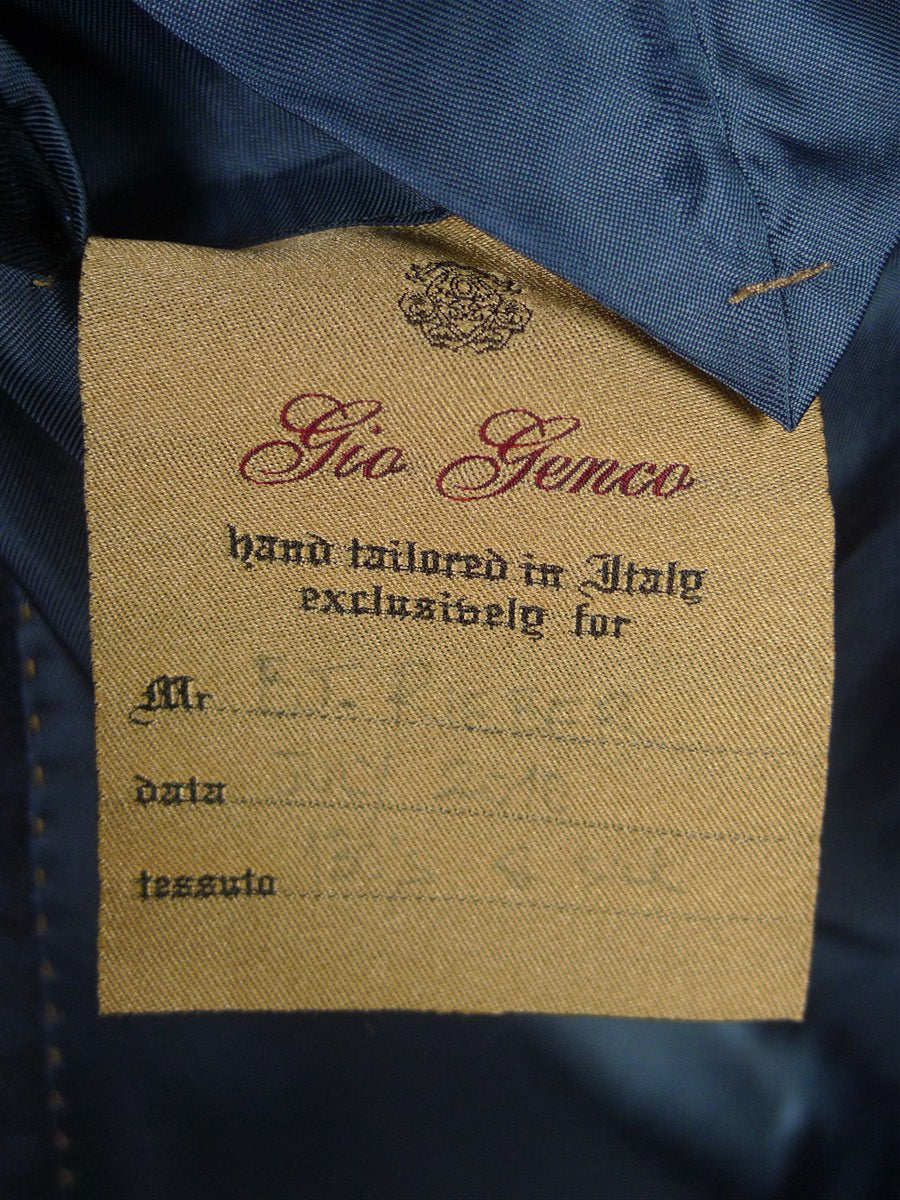 Gio Genco
hand tailored in Italy
exclusively for
Mr
data
tessuto